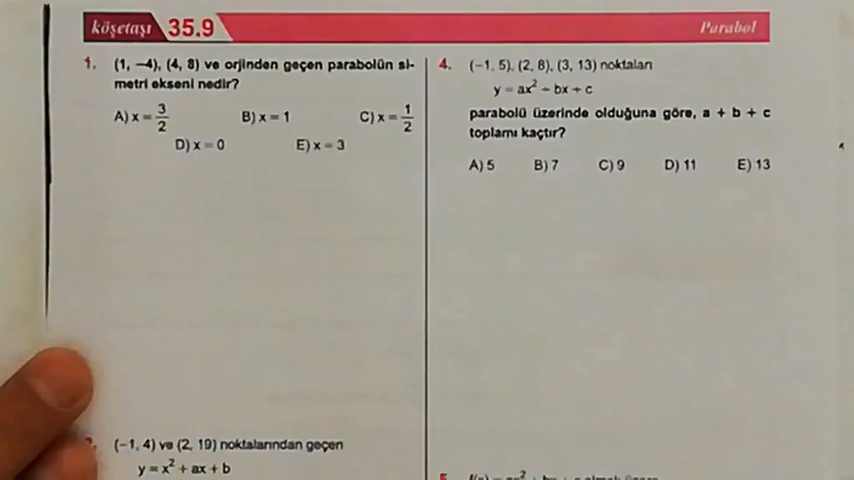 köşetaşı 35.9
Parabol
1. (1, −4), (4, 8) ve orjinden geçen parabolün si-
metri ekseni nedir?
A) x = 3/2 B) x = 1 C) x = 1/2
D) x = 0 E) x = 3
(−1, 4) ve (2, 19) noktalarından geçen
y = x² + ax + b
4. (−1, 5), (2, 8), (3, 13) noktaları
y = ax² + bx + c
parabolü üzerinde olduğuna göre, a + b + c
toplamı kaçtır?
A) 5 B) 7 C) 9 D) 11 E) 13
5.